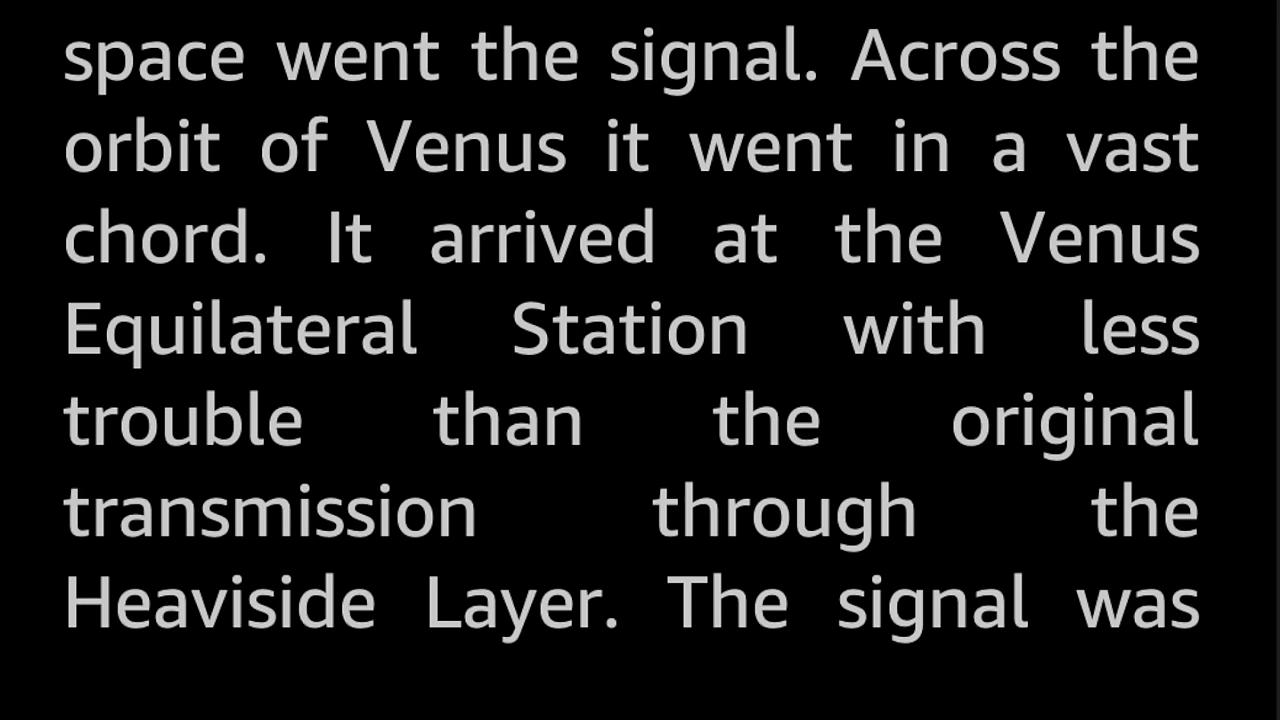 space went the signal. Across the
orbit of Venus it went in a vast
chord. It arrived at the Venus
Equilateral Station with less
trouble than the original
transmission through the
Heaviside Layer. The signal was